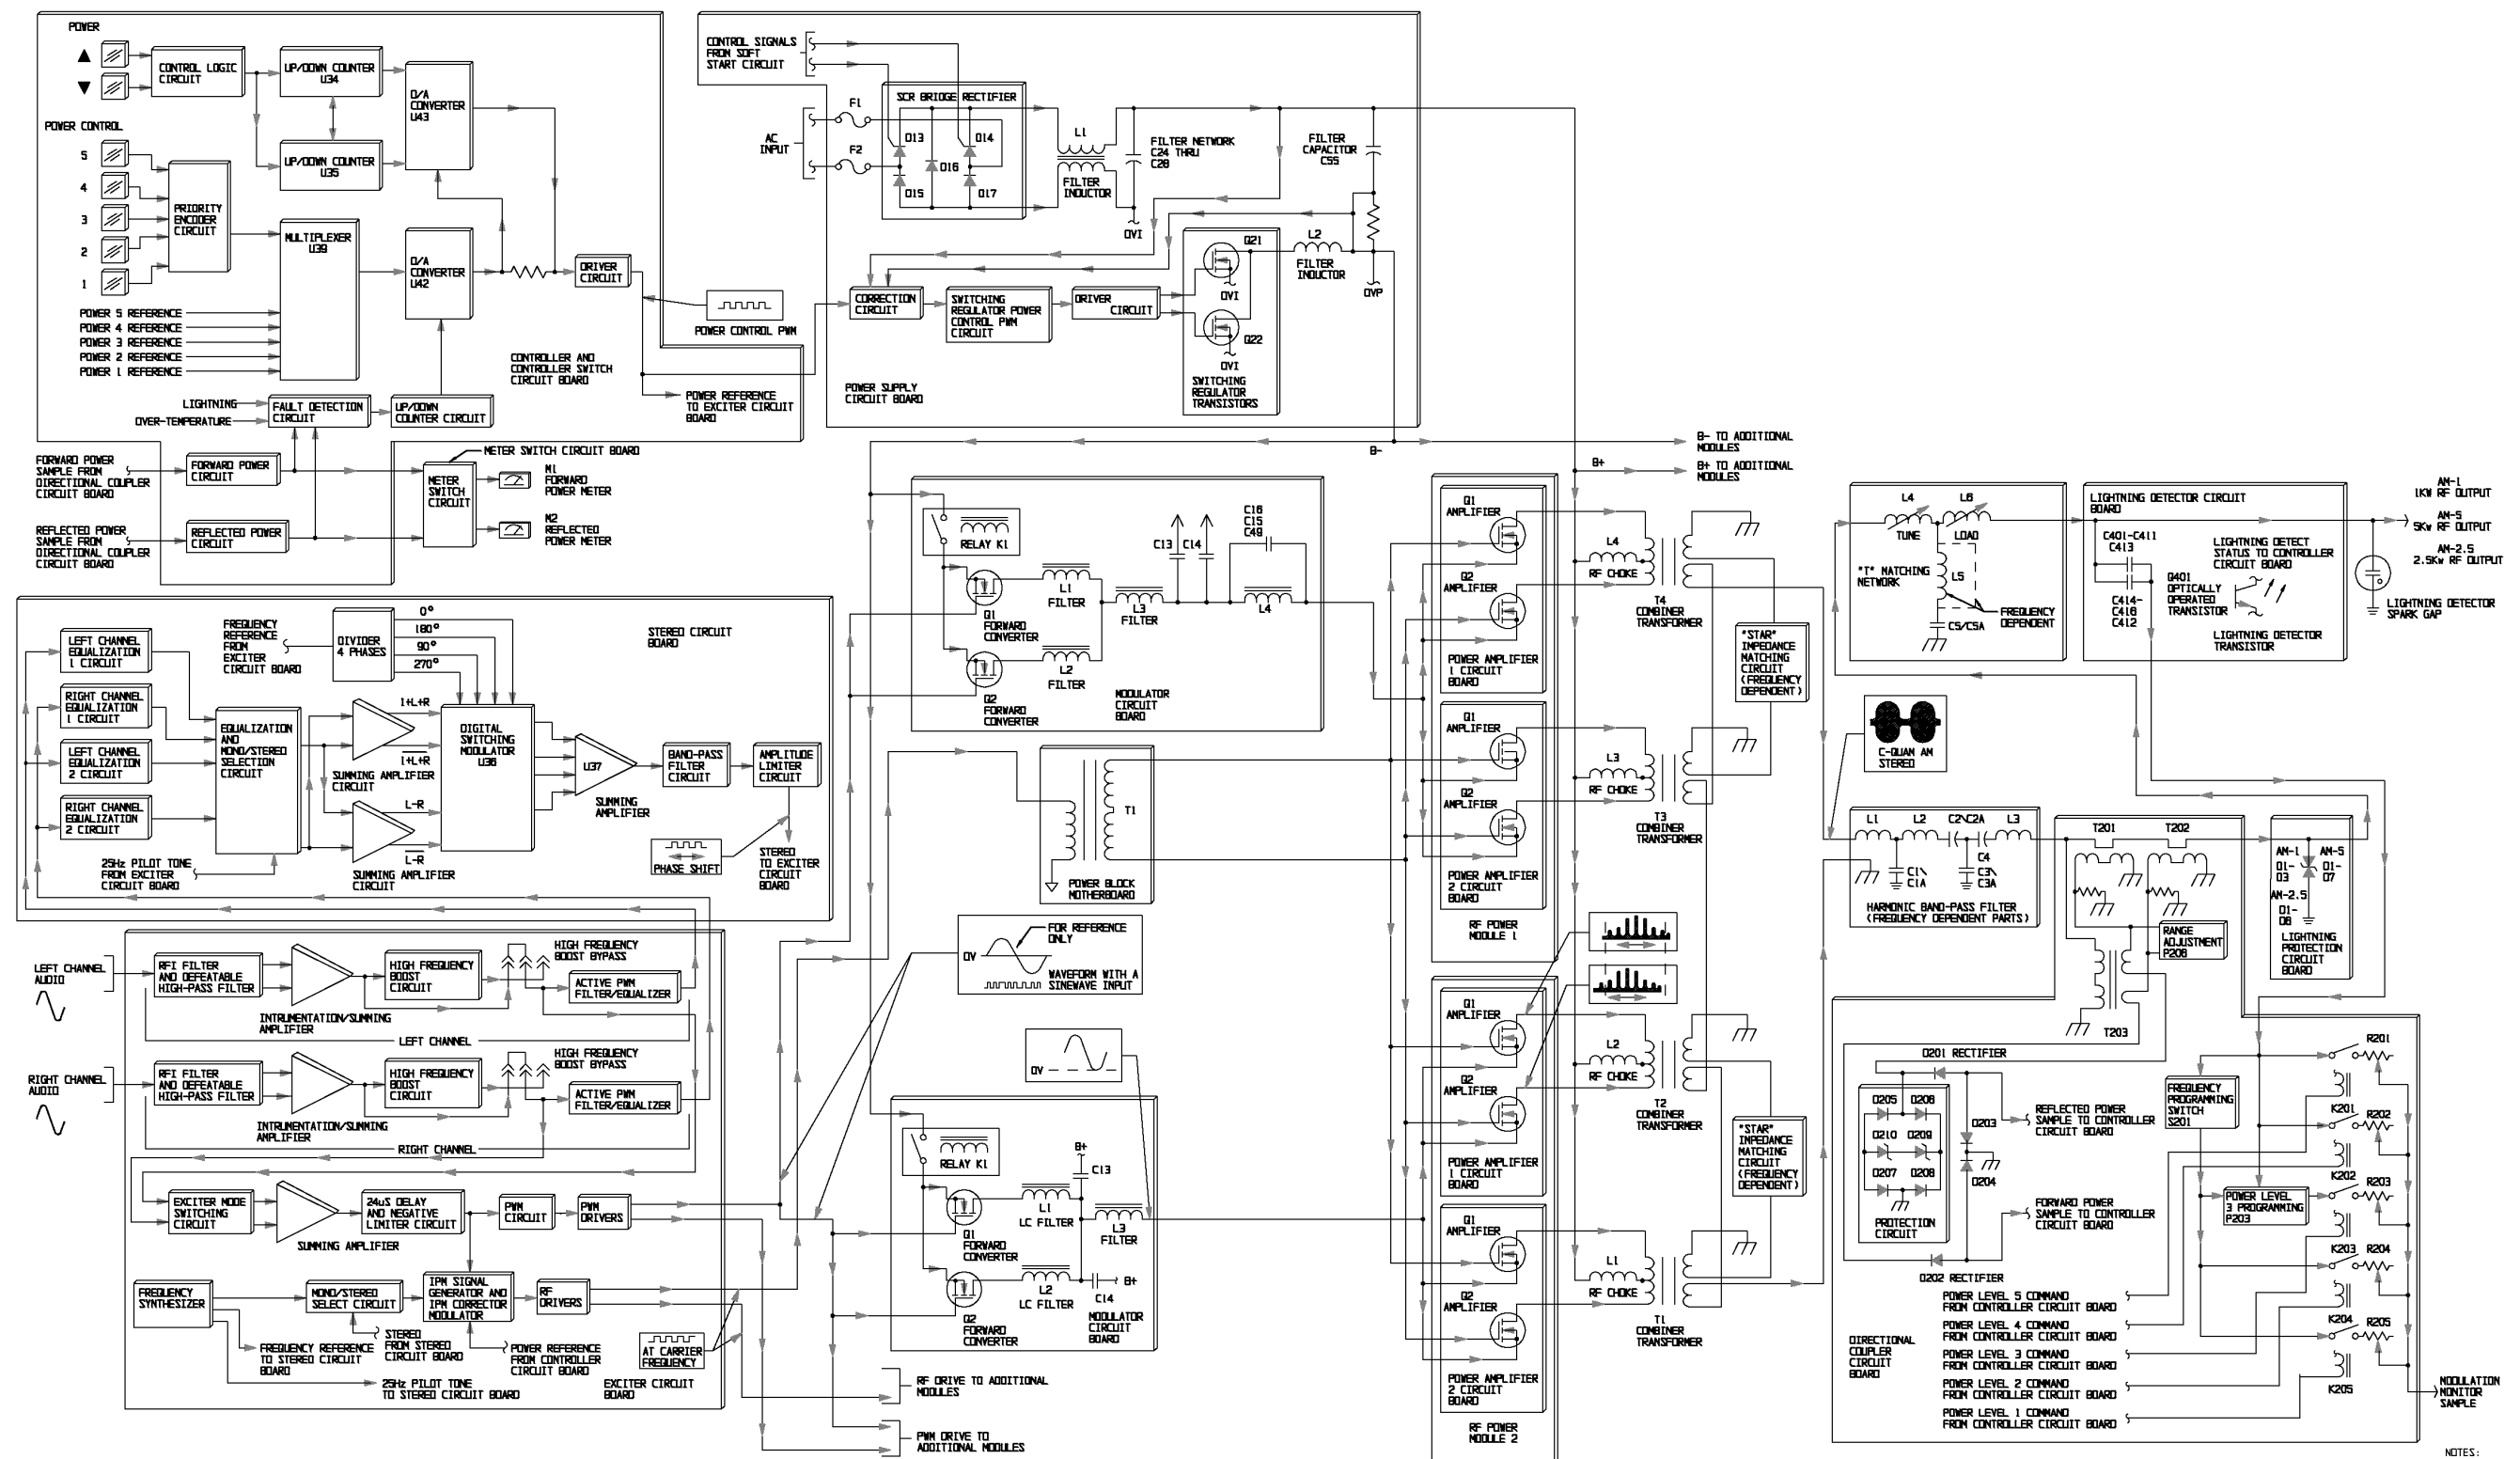 POWER
CONTROL LOGIC
CIRCUIT
UP/DOWN COUNTER
U34
D/A
CONVERTER
U43
POWER CONTROL
5
4
3
2
1
UP/DOWN COUNTER
U35
PRIORITY
ENCODER
CIRCUIT
MULTIPLEXER
U39
D/A
CONVERTER
U42
DRIVER
CIRCUIT
POWER 5 REFERENCE
POWER 4 REFERENCE
POWER 3 REFERENCE
POWER 2 REFERENCE
POWER 1 REFERENCE
POWER CONTROL PWM
CONTROLLER AND
CONTROLLER SWITCH
CIRCUIT BOARD
LIGHTNING
OVER-TEMPERATURE
FAULT DETECTION
CIRCUIT
UP/DOWN
COUNTER CIRCUIT
POWER REFERENCE
TO EXCITER CIRCUIT
BOARD
FORWARD POWER
SAMPLE FROM
DIRECTIONAL COUPLER
CIRCUIT BOARD
FORWARD POWER
CIRCUIT
METER SWITCH CIRCUIT BOARD
METER
SWITCH
CIRCUIT
M1
FORWARD
POWER METER
REFLECTED POWER
SAMPLE FROM
DIRECTIONAL COUPLER
CIRCUIT BOARD
REFLECTED POWER
CIRCUIT
M2
REFLECTED
POWER METER
CONTROL SIGNALS
FROM SOFT
START CIRCUIT
SCR BRIDGE RECTIFIER
AC
INPUT
F1
F2
D13
D14
D16
D15
D17
L1
FILTER
INDUCTOR
FILTER NETWORK
C24 THRU
C28
OVI
FILTER
CAPACITOR
C55
Q21
OVI
L2
FILTER
INDUCTOR
OVP
CORRECTION
CIRCUIT
SWITCHING
REGULATOR POWER
CONTROL PWM
CIRCUIT
DRIVER
CIRCUIT
Q22
OVI
SWITCHING
REGULATOR
TRANSISTORS
POWER SUPPLY
CIRCUIT BOARD
B-
B- TO ADDITIONAL
MODULES
B+
B+ TO ADDITIONAL
MODULES
LEFT CHANNEL
EQUALIZATION
1 CIRCUIT
RIGHT CHANNEL
EQUALIZATION
1 CIRCUIT
LEFT CHANNEL
EQUALIZATION
2 CIRCUIT
RIGHT CHANNEL
EQUALIZATION
2 CIRCUIT
FREQUENCY
REFERENCE
FROM
EXCITER
CIRCUIT BOARD
DIVIDER
4 PHASES
0°
180°
90°
270°
STEREO CIRCUIT
BOARD
EQUALIZATION
AND
MONO/STEREO
SELECTION
CIRCUIT
1+L+R
1+L+R
SUMMING AMPLIFIER
CIRCUIT
L-R
L-R
SUMMING AMPLIFIER
CIRCUIT
DIGITAL
SWITCHING
MODULATOR
U36
U37
SUMMING
AMPLIFIER
BAND-PASS
FILTER
CIRCUIT
AMPLITUDE
LIMITER
CIRCUIT
PHASE SHIFT
STEREO
TO EXCITER
CIRCUIT
BOARD
25Hz PILOT TONE
FROM EXCITER
CIRCUIT BOARD
LEFT CHANNEL
AUDIO
RFI FILTER
AND DEFEATABLE
HIGH-PASS FILTER
INTRUMENTATION/SUMMING
AMPLIFIER
HIGH FREQUENCY
BOOST
CIRCUIT
HIGH FREQUENCY
BOOST BYPASS
ACTIVE PWM
FILTER/EQUALIZER
LEFT CHANNEL
RIGHT CHANNEL
AUDIO
RFI FILTER
AND DEFEATABLE
HIGH-PASS FILTER
INTRUMENTATION/SUMMING
AMPLIFIER
HIGH FREQUENCY
BOOST
CIRCUIT
HIGH FREQUENCY
BOOST BYPASS
ACTIVE PWM
FILTER/EQUALIZER
RIGHT CHANNEL
EXCITER MODE
SWITCHING
CIRCUIT
SUMMING AMPLIFIER
24uS DELAY
AND NEGATIVE
LIMITER CIRCUIT
PWM
CIRCUIT
PWM
DRIVERS
FREQUENCY
SYNTHESIZER
MONO/STEREO
SELECT CIRCUIT
IPM SIGNAL
GENERATOR AND
IPM CORRECTOR
MODULATOR
RF
DRIVERS
FREQUENCY REFERENCE
TO STEREO CIRCUIT
BOARD
STEREO
FROM STEREO
CIRCUIT BOARD
POWER REFERENCE
FROM CONTROLLER
CIRCUIT BOARD
25Hz PILOT TONE
TO STEREO CIRCUIT BOARD
EXCITER CIRCUIT
BOARD
AT CARRIER
FREQUENCY
RF DRIVE TO ADDITIONAL
MODULES
PWM DRIVE TO
ADDITIONAL MODULES
RELAY K1
Q1
FORWARD
CONVERTER
Q2
FORWARD
CONVERTER
L1
FILTER
L2
FILTER
L3
FILTER
C13
C14
C16
C15
C49
L4
MODULATOR
CIRCUIT
BOARD
T1
POWER BLOCK
MOTHERBOARD
FOR REFERENCE
ONLY
0V
WAVEFORM WITH A
SINEWAVE INPUT
0V
RELAY K1
Q1
FORWARD
CONVERTER
Q2
FORWARD
CONVERTER
L1
LC FILTER
L2
LC FILTER
B+
C13
L3
FILTER
B+
C14
MODULATOR
CIRCUIT
BOARD
Q1
AMPLIFIER
Q2
AMPLIFIER
POWER AMPLIFIER
1 CIRCUIT
BOARD
Q1
AMPLIFIER
Q2
AMPLIFIER
POWER AMPLIFIER
2 CIRCUIT
BOARD
RF POWER
MODULE 1
Q1
AMPLIFIER
Q2
AMPLIFIER
POWER AMPLIFIER
1 CIRCUIT
BOARD
Q1
AMPLIFIER
Q2
AMPLIFIER
POWER AMPLIFIER
2 CIRCUIT
BOARD
RF POWER
MODULE 2
L4
RF CHOKE
T4
COMBINER
TRANSFORMER
"STAR"
IMPEDANCE
MATCHING
CIRCUIT
(FREQUENCY
DEPENDENT)
L3
RF CHOKE
T3
COMBINER
TRANSFORMER
L2
RF CHOKE
T2
COMBINER
TRANSFORMER
"STAR"
IMPEDANCE
MATCHING
CIRCUIT
(FREQUENCY
DEPENDENT)
L1
RF CHOKE
T1
COMBINER
TRANSFORMER
L4
TUNE
L6
LOAD
"T" MATCHING
NETWORK
L5
C5/C5A
FREQUENCY
DEPENDENT
LIGHTNING DETECTOR CIRCUIT
BOARD
C401-C411
C413
C414-
C416
C412
LIGHTNING DETECT
STATUS TO CONTROLLER
CIRCUIT BOARD
Q401
OPTICALLY
OPERATED
TRANSISTOR
LIGHTNING DETECTOR
TRANSISTOR
AM-1
1KW RF OUTPUT
AM-5
5Kw RF OUTPUT
AM-2.5
2.5Kw RF OUTPUT
LIGHTNING DETECTOR
SPARK GAP
C-QUAM AM
STEREO
L1
L2
C2\C2A
L3
C1\
C1A
C4
C3\
C3A
HARMONIC BAND-PASS FILTER
(FREQUENCY DEPENDENT PARTS)
T201
T202
RANGE
ADJUSTMENT
P206
T203
AM-1
D1-
D3
AM-5
D1-
D7
AM-2.5
D1-
D6
LIGHTNING
PROTECTION
CIRCUIT
BOARD
D201 RECTIFIER
D205
D206
D210
D209
D207
D208
PROTECTION
CIRCUIT
D203
D204
D202 RECTIFIER
REFLECTED POWER
SAMPLE TO CONTROLLER
CIRCUIT BOARD
FORWARD POWER
SAMPLE TO CONTROLLER
CIRCUIT BOARD
FREQUENCY
PROGRAMMING
SWITCH
S201
POWER LEVEL
3 PROGRAMMING
P203
R201
K201
R202
K202
R203
K203
R204
K204
R205
K205
POWER LEVEL 5 COMMAND
FROM CONTROLLER CIRCUIT BOARD
POWER LEVEL 4 COMMAND
FROM CONTROLLER CIRCUIT BOARD
POWER LEVEL 3 COMMAND
FROM CONTROLLER CIRCUIT BOARD
POWER LEVEL 2 COMMAND
FROM CONTROLLER CIRCUIT BOARD
POWER LEVEL 1 COMMAND
FROM CONTROLLER CIRCUIT BOARD
DIRECTIONAL
COUPLER
CIRCUIT
BOARD
MODULATION
MONITOR
SAMPLE
NOTES: